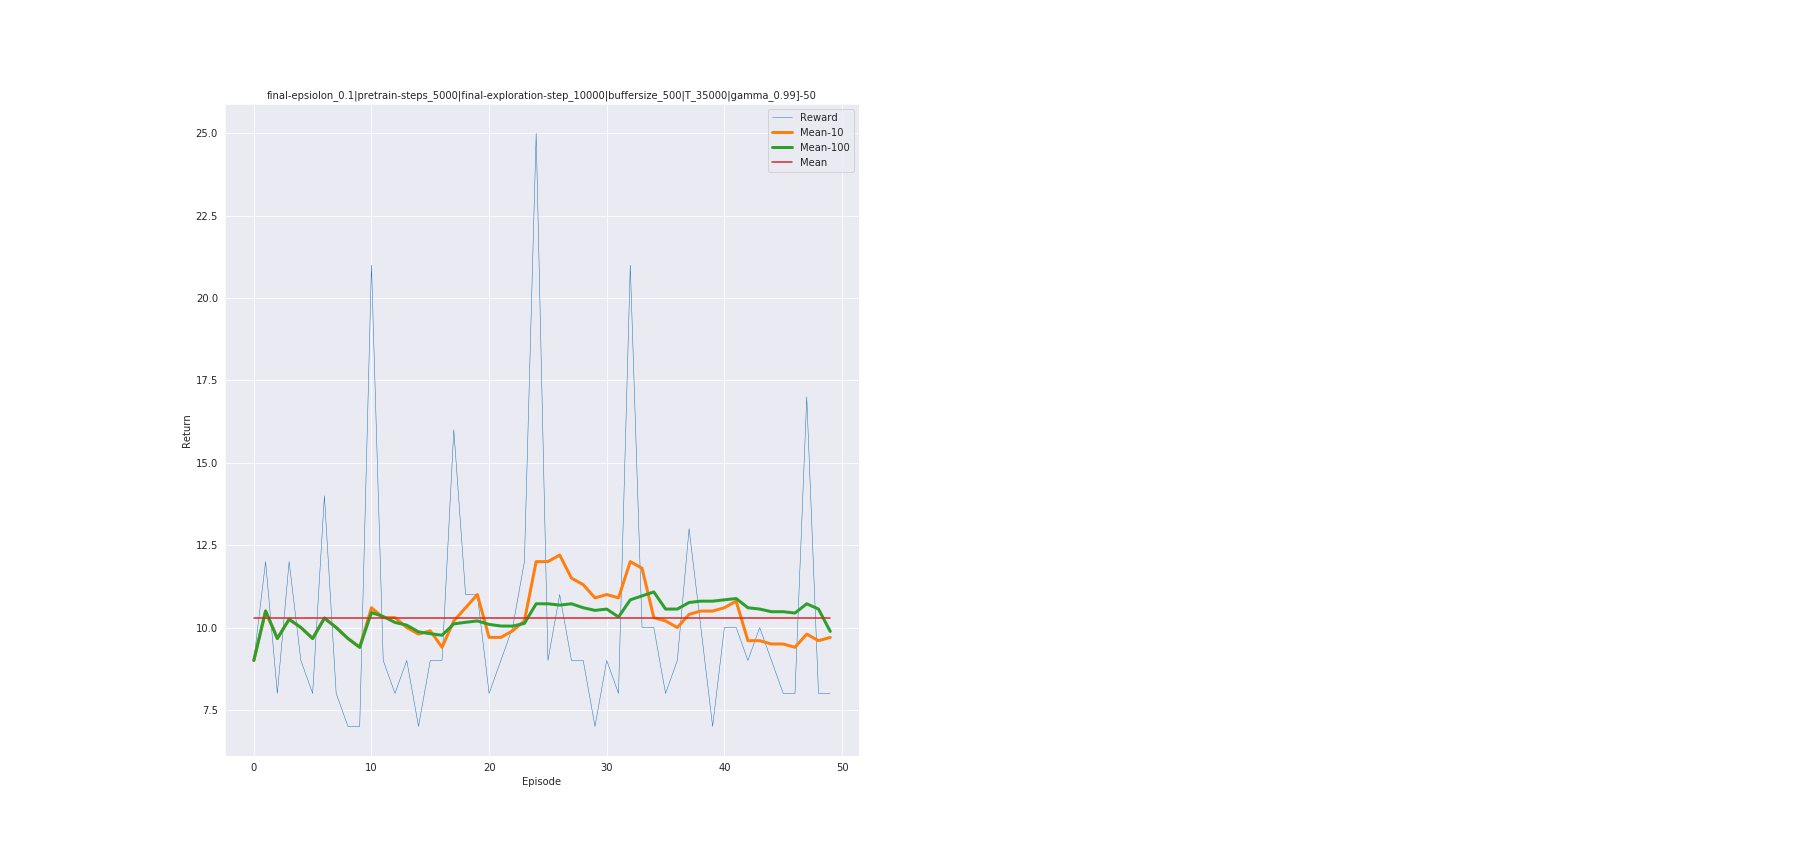 final-epsiolon_0.1|pretrain-steps_5000|final-exploration-step_10000|buffersize_500|T_35000|gamma_0.99]-50
Reward
Mean-10
Mean-100
Mean
25.0
22.5
20.0
17.5
15.0
12.5
10.0
7.5
Return
0 10 20 30 40 50
Episode